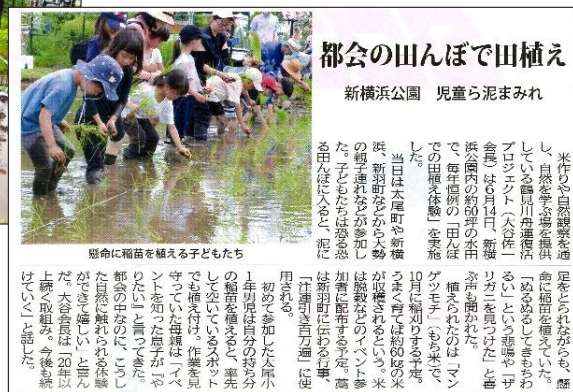 都会の田んぼで田植え
新横浜公園　児童ら泥まみれ
懸命に稲苗を植える子どもたち
米作りや自然観察を通
し、自然を学ぶ場を提供
している鶴見川舟運復活
プロジェクト（大谷佐一
会長）は6月14日、新横
浜公園内の約60坪の水田
で、毎年恒例の「田んぼ
での田植え体験」を実施
した。
当日は大尾町や新横
浜、新羽町などから大勢
の親子連れなどが参加し
た。子どもたちは恐る恐
る田んぼに入ると、泥に
足をとられながらも、懸
命に稲苗を植えていた。
「ぬるぬるしてきもちわ
るい」という悲鳴や「ザ
リガニを見つけた」と喜
ぶ声も聞かれた。
植えられたのは「マン
ゲツモチ」（もち米）で、
10月に稲刈りする予定。
うまく育てば約60kgの米
が収穫されるという。米
は脱穀などのイベント参
加者に配布する予定。藁
は新羽町に伝わる行事、
「注連引き百万遍」に使
用される。
初めて参加した大尾小
1年男児は自分の持ち分
の稲苗を植えると、率先
して空いているスポット
でも植え付け。作業を見
守っていた母親は「イベ
ントを知った息子が『や
りたい』と言ってきた。
都会の中なのに、こうし
た自然に触れられる体験
ができて嬉しい」と喜ん
だ。大谷会長は「20年以
上続く取組み。今後も続
けていく」と話した。